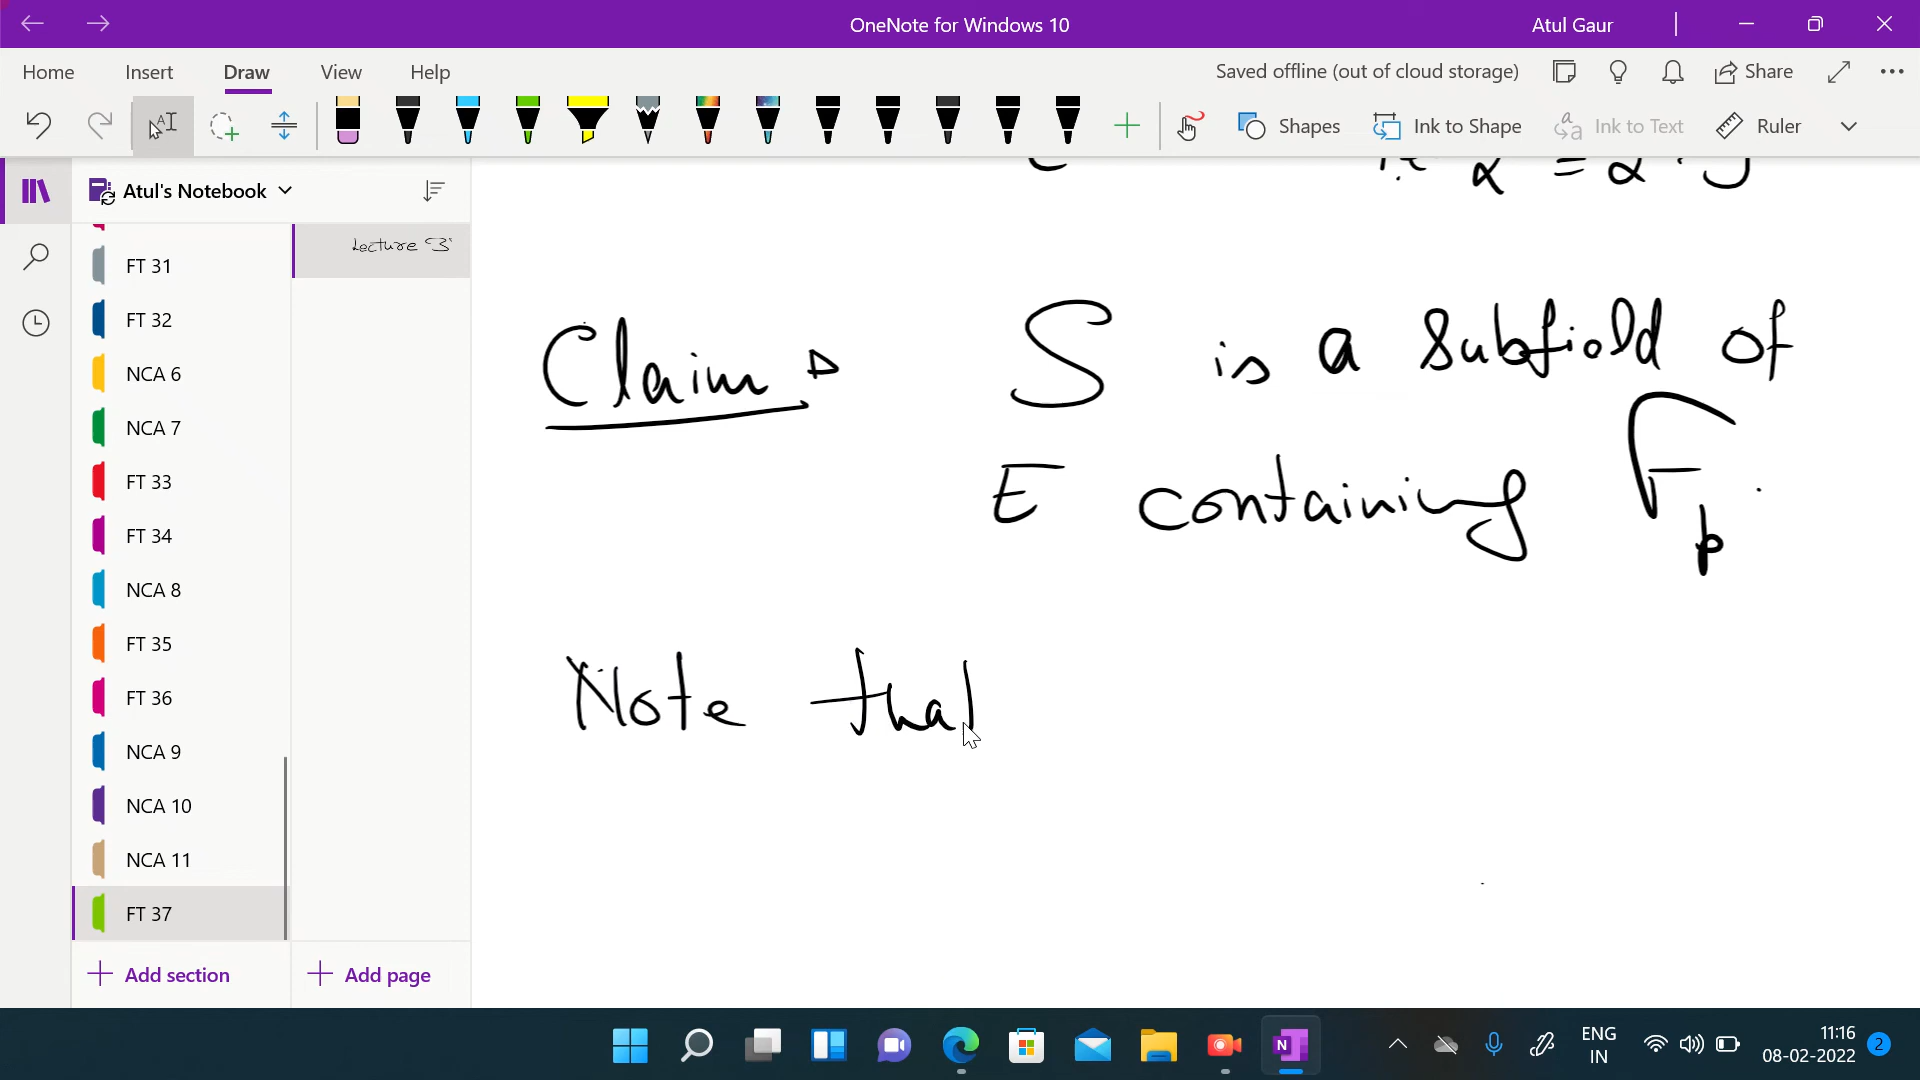 OneNote for Windows 10
Atul Gaur
Home Insert Draw View Help
Saved offline (out of cloud storage)
Share
Shapes
Ink to Shape
Ink to Text
Ruler
Atul's Notebook
Lecture 3
FT 31
FT 32
NCA 6
NCA 7
FT 33
FT 34
NCA 8
FT 35
FT 36
NCA 9
NCA 10
NCA 11
FT 37
Add section
Add page
α = α . }
Claim S is a subfield of
E containing Fp.
Note that
ENG
IN
11:16
08-02-2022
2